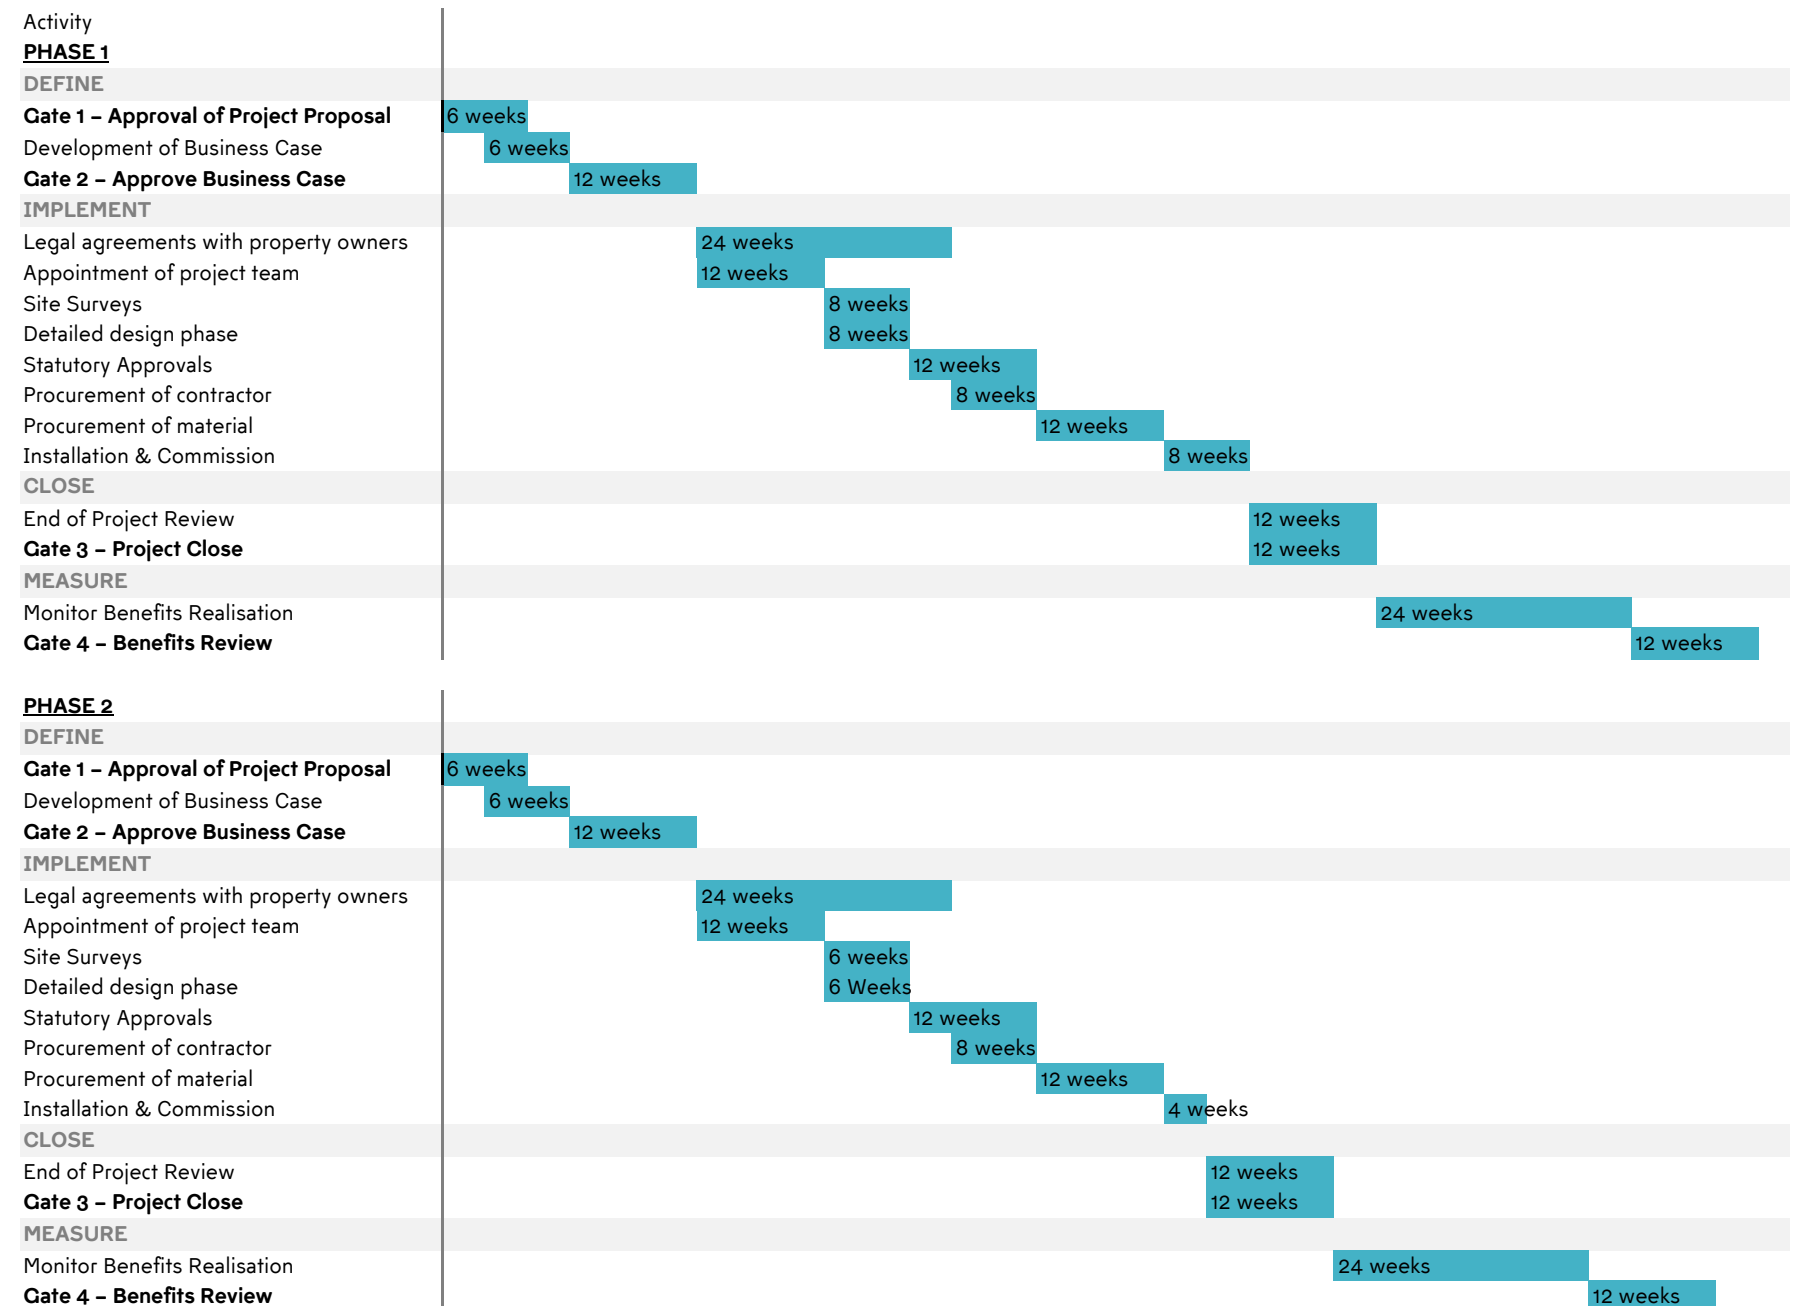 Activity
PHASE 1
DEFINE
Gate 1 – Approval of Project Proposal 6 weeks
Development of Business Case 6 weeks
Gate 2 – Approve Business Case 12 weeks
IMPLEMENT
Legal agreements with property owners 24 weeks
Appointment of project team 12 weeks
Site Surveys 8 weeks
Detailed design phase 8 weeks
Statutory Approvals 12 weeks
Procurement of contractor 8 weeks
Procurement of material 12 weeks
Installation & Commission 8 weeks
CLOSE
End of Project Review 12 weeks
Gate 3 – Project Close 12 weeks
MEASURE
Monitor Benefits Realisation 24 weeks
Gate 4 – Benefits Review 12 weeks
PHASE 2
DEFINE
Gate 1 – Approval of Project Proposal 6 weeks
Development of Business Case 6 weeks
Gate 2 – Approve Business Case 12 weeks
IMPLEMENT
Legal agreements with property owners 24 weeks
Appointment of project team 12 weeks
Site Surveys 6 weeks
Detailed design phase 6 Weeks
Statutory Approvals 12 weeks
Procurement of contractor 8 weeks
Procurement of material 12 weeks
Installation & Commission 4 weeks
CLOSE
End of Project Review 12 weeks
Gate 3 – Project Close 12 weeks
MEASURE
Monitor Benefits Realisation 24 weeks
Gate 4 – Benefits Review 12 weeks